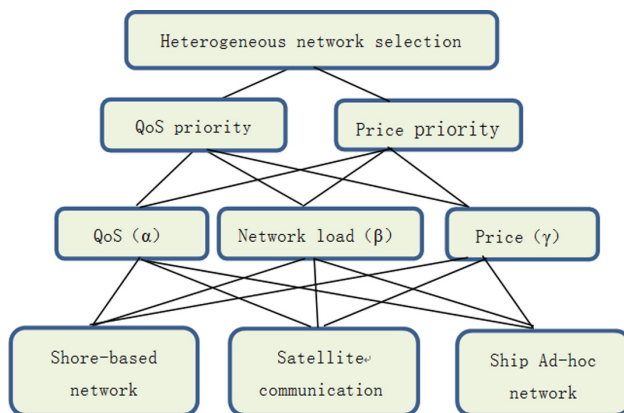 Heterogeneous network selection
QoS priority
Price priority
QoS (α)
Network load (β)
Price (γ)
Shore-based
network
Satellite↵
communication
Ship Ad-hoc
network